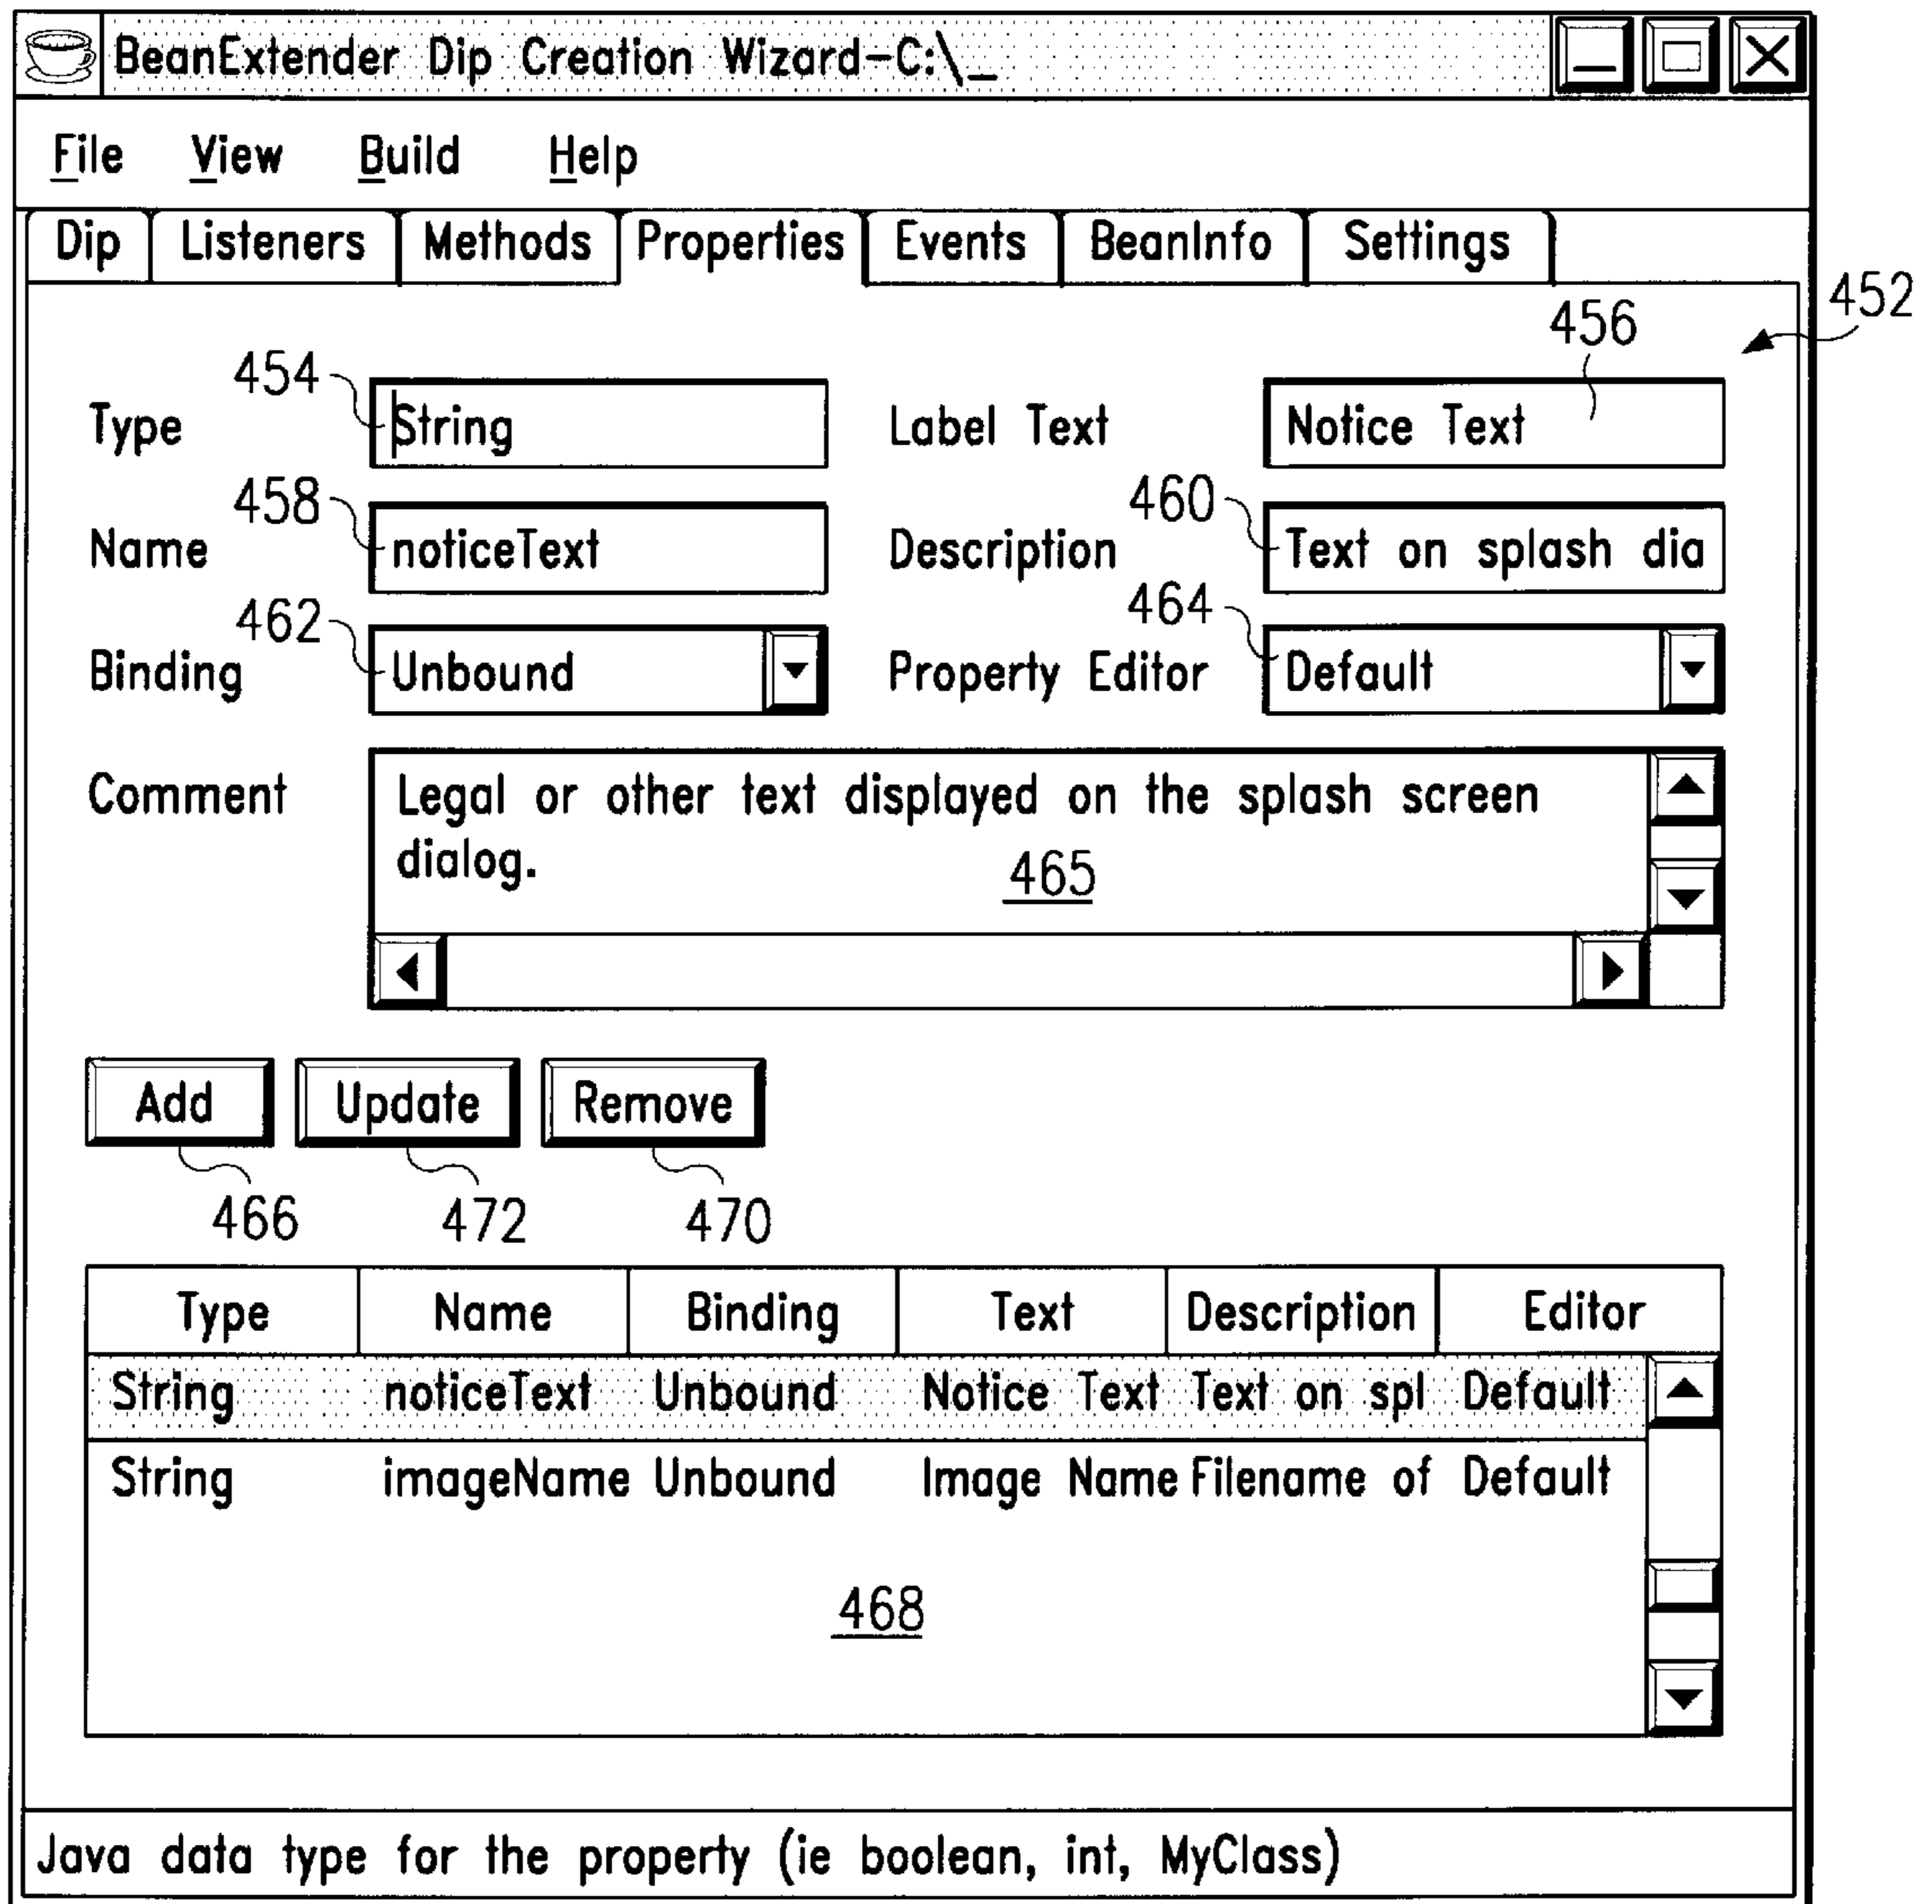 BeanExtender Dip Creation Wizard-C:\_
File View Build Help
Dip Listeners Methods Properties Events BeanInfo Settings
452
454 456
Type String Label Text Notice Text
458 460
Name noticeText Description Text on splash dia
462 464
Binding Unbound Property Editor Default
Comment Legal or other text displayed on the splash screen
dialog.
465
Add Update Remove
466 472 470
Type Name Binding Text Description Editor
String noticeText Unbound Notice Text Text on spl Default
String imageName Unbound Image Name Filename of Default
468
Java data type for the property (ie boolean, int, MyClass)